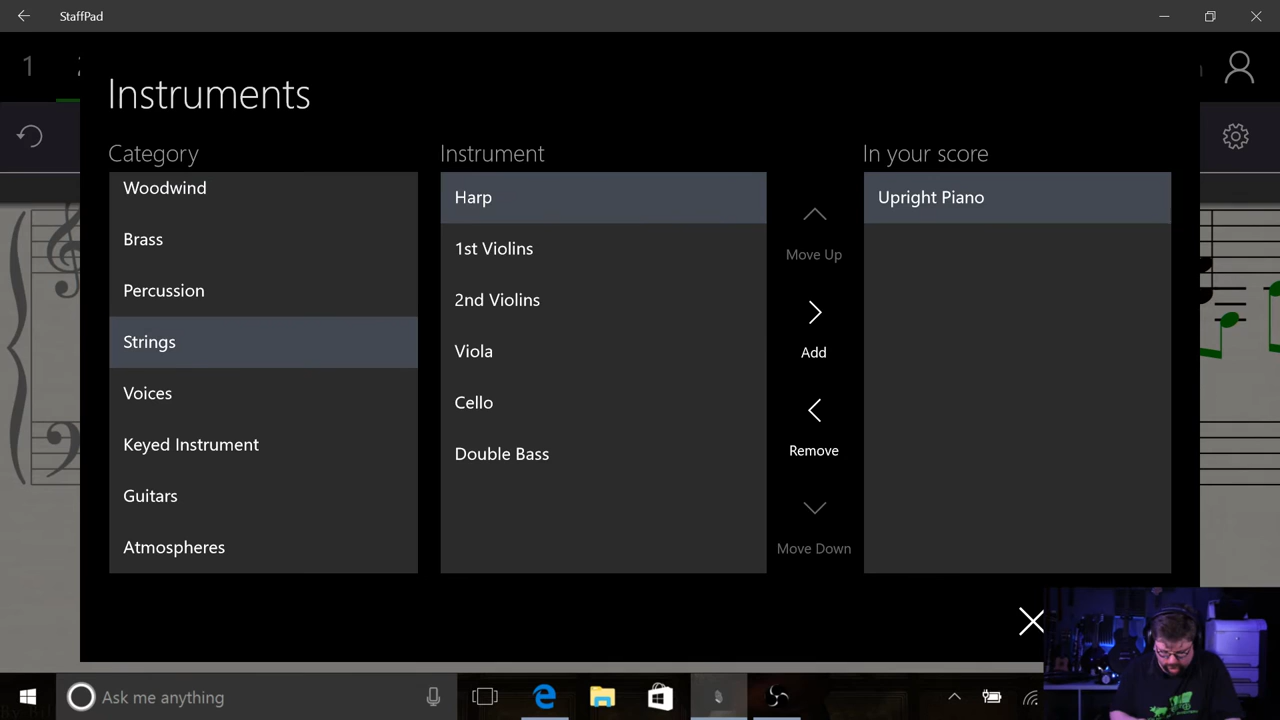 StaffPad
1
Instruments
Category
Instrument
In your score
Woodwind
Brass
Percussion
Strings
Voices
Keyed Instrument
Guitars
Atmospheres
Harp
1st Violins
2nd Violins
Viola
Cello
Double Bass
Move Up
Add
Remove
Move Down
Upright Piano
Ask me anything